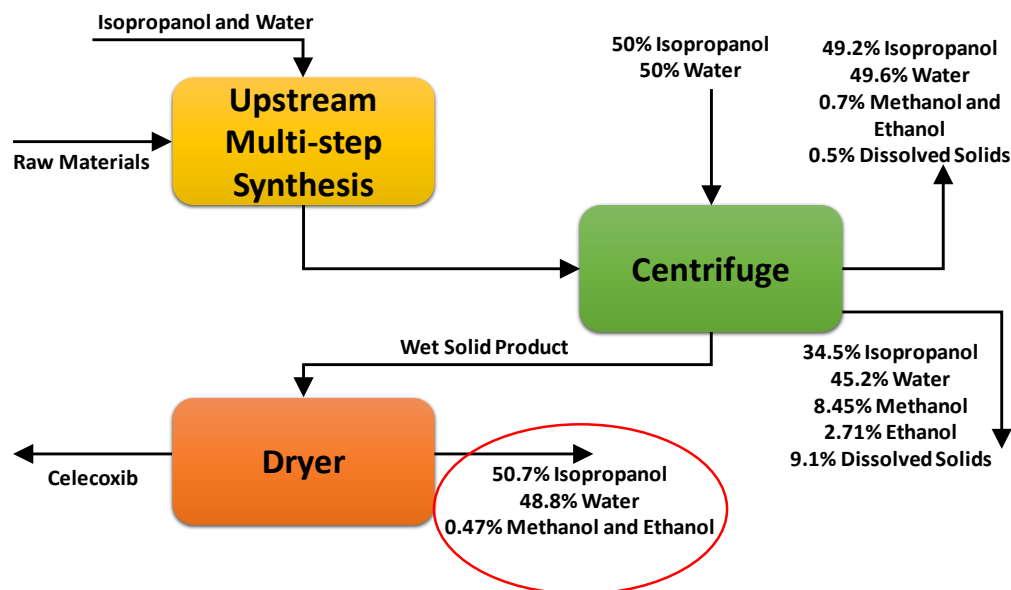 Isopropanol and Water
Raw Materials
Upstream
Multi-step
Synthesis
50% Isopropanol
50% Water
49.2% Isopropanol
49.6% Water
0.7% Methanol and
Ethanol
0.5% Dissolved Solids
Centrifuge
34.5% Isopropanol
45.2% Water
8.45% Methanol
2.71% Ethanol
9.1% Dissolved Solids
Wet Solid Product
Dryer
Celecoxib
50.7% Isopropanol
48.8% Water
0.47% Methanol and Ethanol